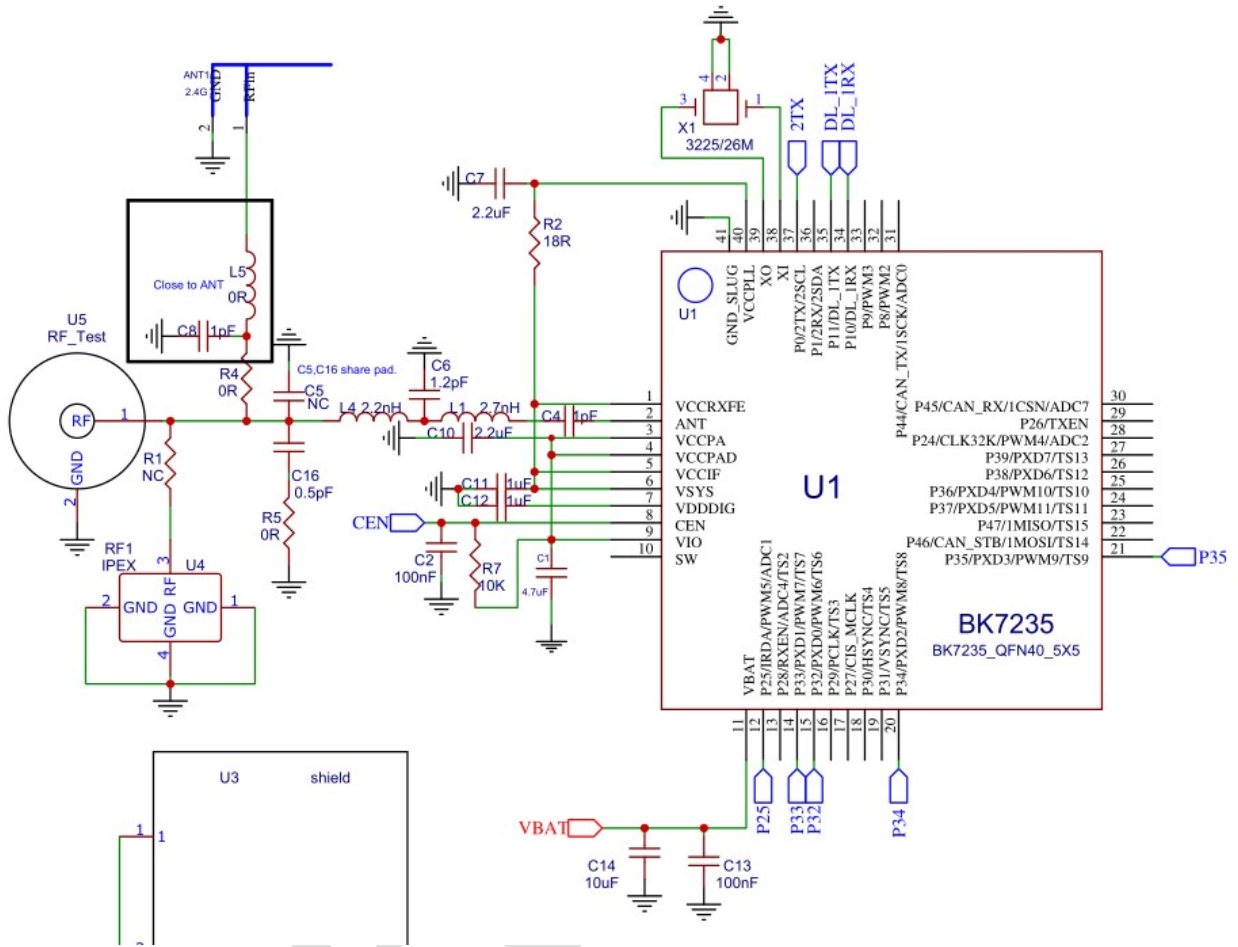 ANT1
2.4G
GND
RFin
2
1
Close to ANT
L5
0R
C8
1pF
U5
RF_Test
RF
1
GND
2
R4
0R
C5,C16 share pad.
C5
NC
C16
0.5pF
R5
0R
R1
NC
RF1
IPEX
U4
3
2
GND
RF
GND
1
GND
4
L4
2.2nH
C6
1.2pF
L1
2.7nH
C4
1pF
C10
2.2uF
C11
1uF
C12
1uF
C7
2.2uF
R2
18R
CEN
C2
100nF
R7
10K
C1
4.7uF
4
2
3
1
X1
3225/26M
2TX
DL_1TX
DL_1RX
41
40
39
38
37
36
35
34
33
32
31
U1
GND_SLUG
VCCPLL
XO
XI
P0/2TX/2SCL
P1/2RX/2SDA
P11/DL_1TX
P10/DL_1RX
P9/PWM3
P8/PWM2
P44/CAN_TX/1SCK/ADC0
1
VCCRXFE
2
ANT
3
VCCPA
4
VCCPAD
5
VCCIF
6
VSYS
7
VDDDIG
8
CEN
9
VIO
10
SW
U1
30
P45/CAN_RX/1CSN/ADC7
29
P26/TXEN
28
P24/CLK32K/PWM4/ADC2
27
P39/PXD7/TS13
26
P38/PXD6/TS12
25
P36/PXD4/PWM10/TS10
24
P37/PXD5/PWM11/TS11
23
P47/1MISO/TS15
22
P46/CAN_STB/1MOSI/TS14
21
P35/PXD3/PWM9/TS9
P35
BK7235
BK7235_QFN40_5X5
VBAT
P25/IRDA/PWM5/ADC1
P28/RXEN/ADC4/TS2
P33/PXD1/PWM7/TS7
P32/PXD0/PWM6/TS6
P29/PCLK/TS3
P27/CIS_MCLK
P30/HSYNC/TS4
P31/VSYNC/TS5
P34/PXD2/PWM8/TS8
11
12
13
14
15
16
17
18
19
20
P25
P33
P32
P34
VBAT
C14
10uF
C13
100nF
U3
shield
1
1